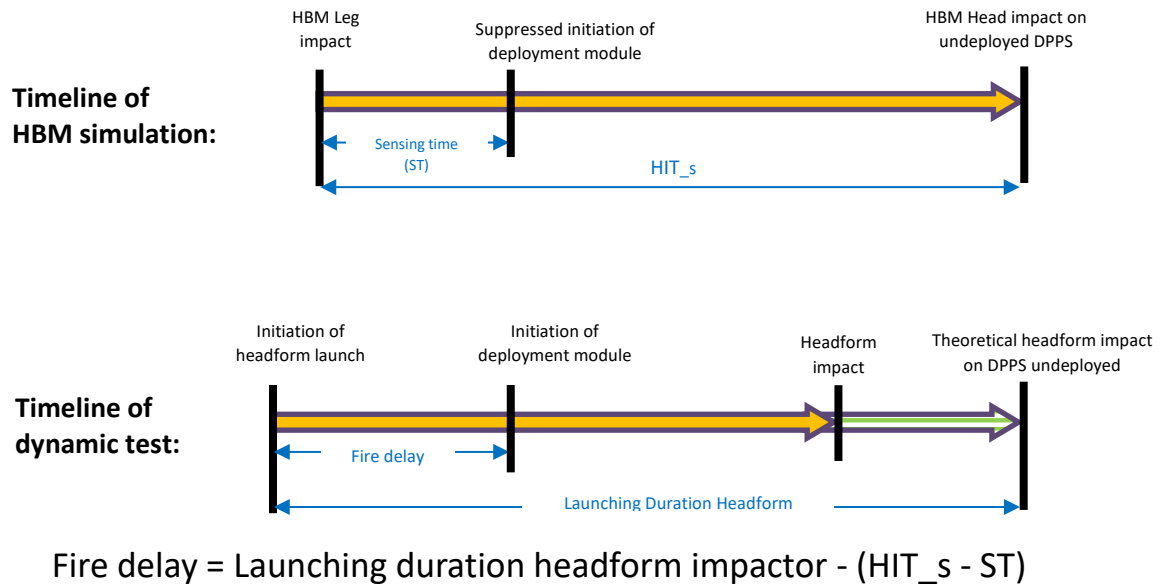 HBM Leg
impact
Suppressed initiation of
deployment module
HBM Head impact on
undeployed DPPS
Timeline of
HBM simulation:
Sensing time
(ST)
HIT_s
Initiation of
headform launch
Initiation of
deployment module
Headform
impact
Theoretical headform impact
on DPPS undeployed
Timeline of
dynamic test:
Fire delay
Launching Duration Headform
Fire delay = Launching duration headform impactor - (HIT_s - ST)